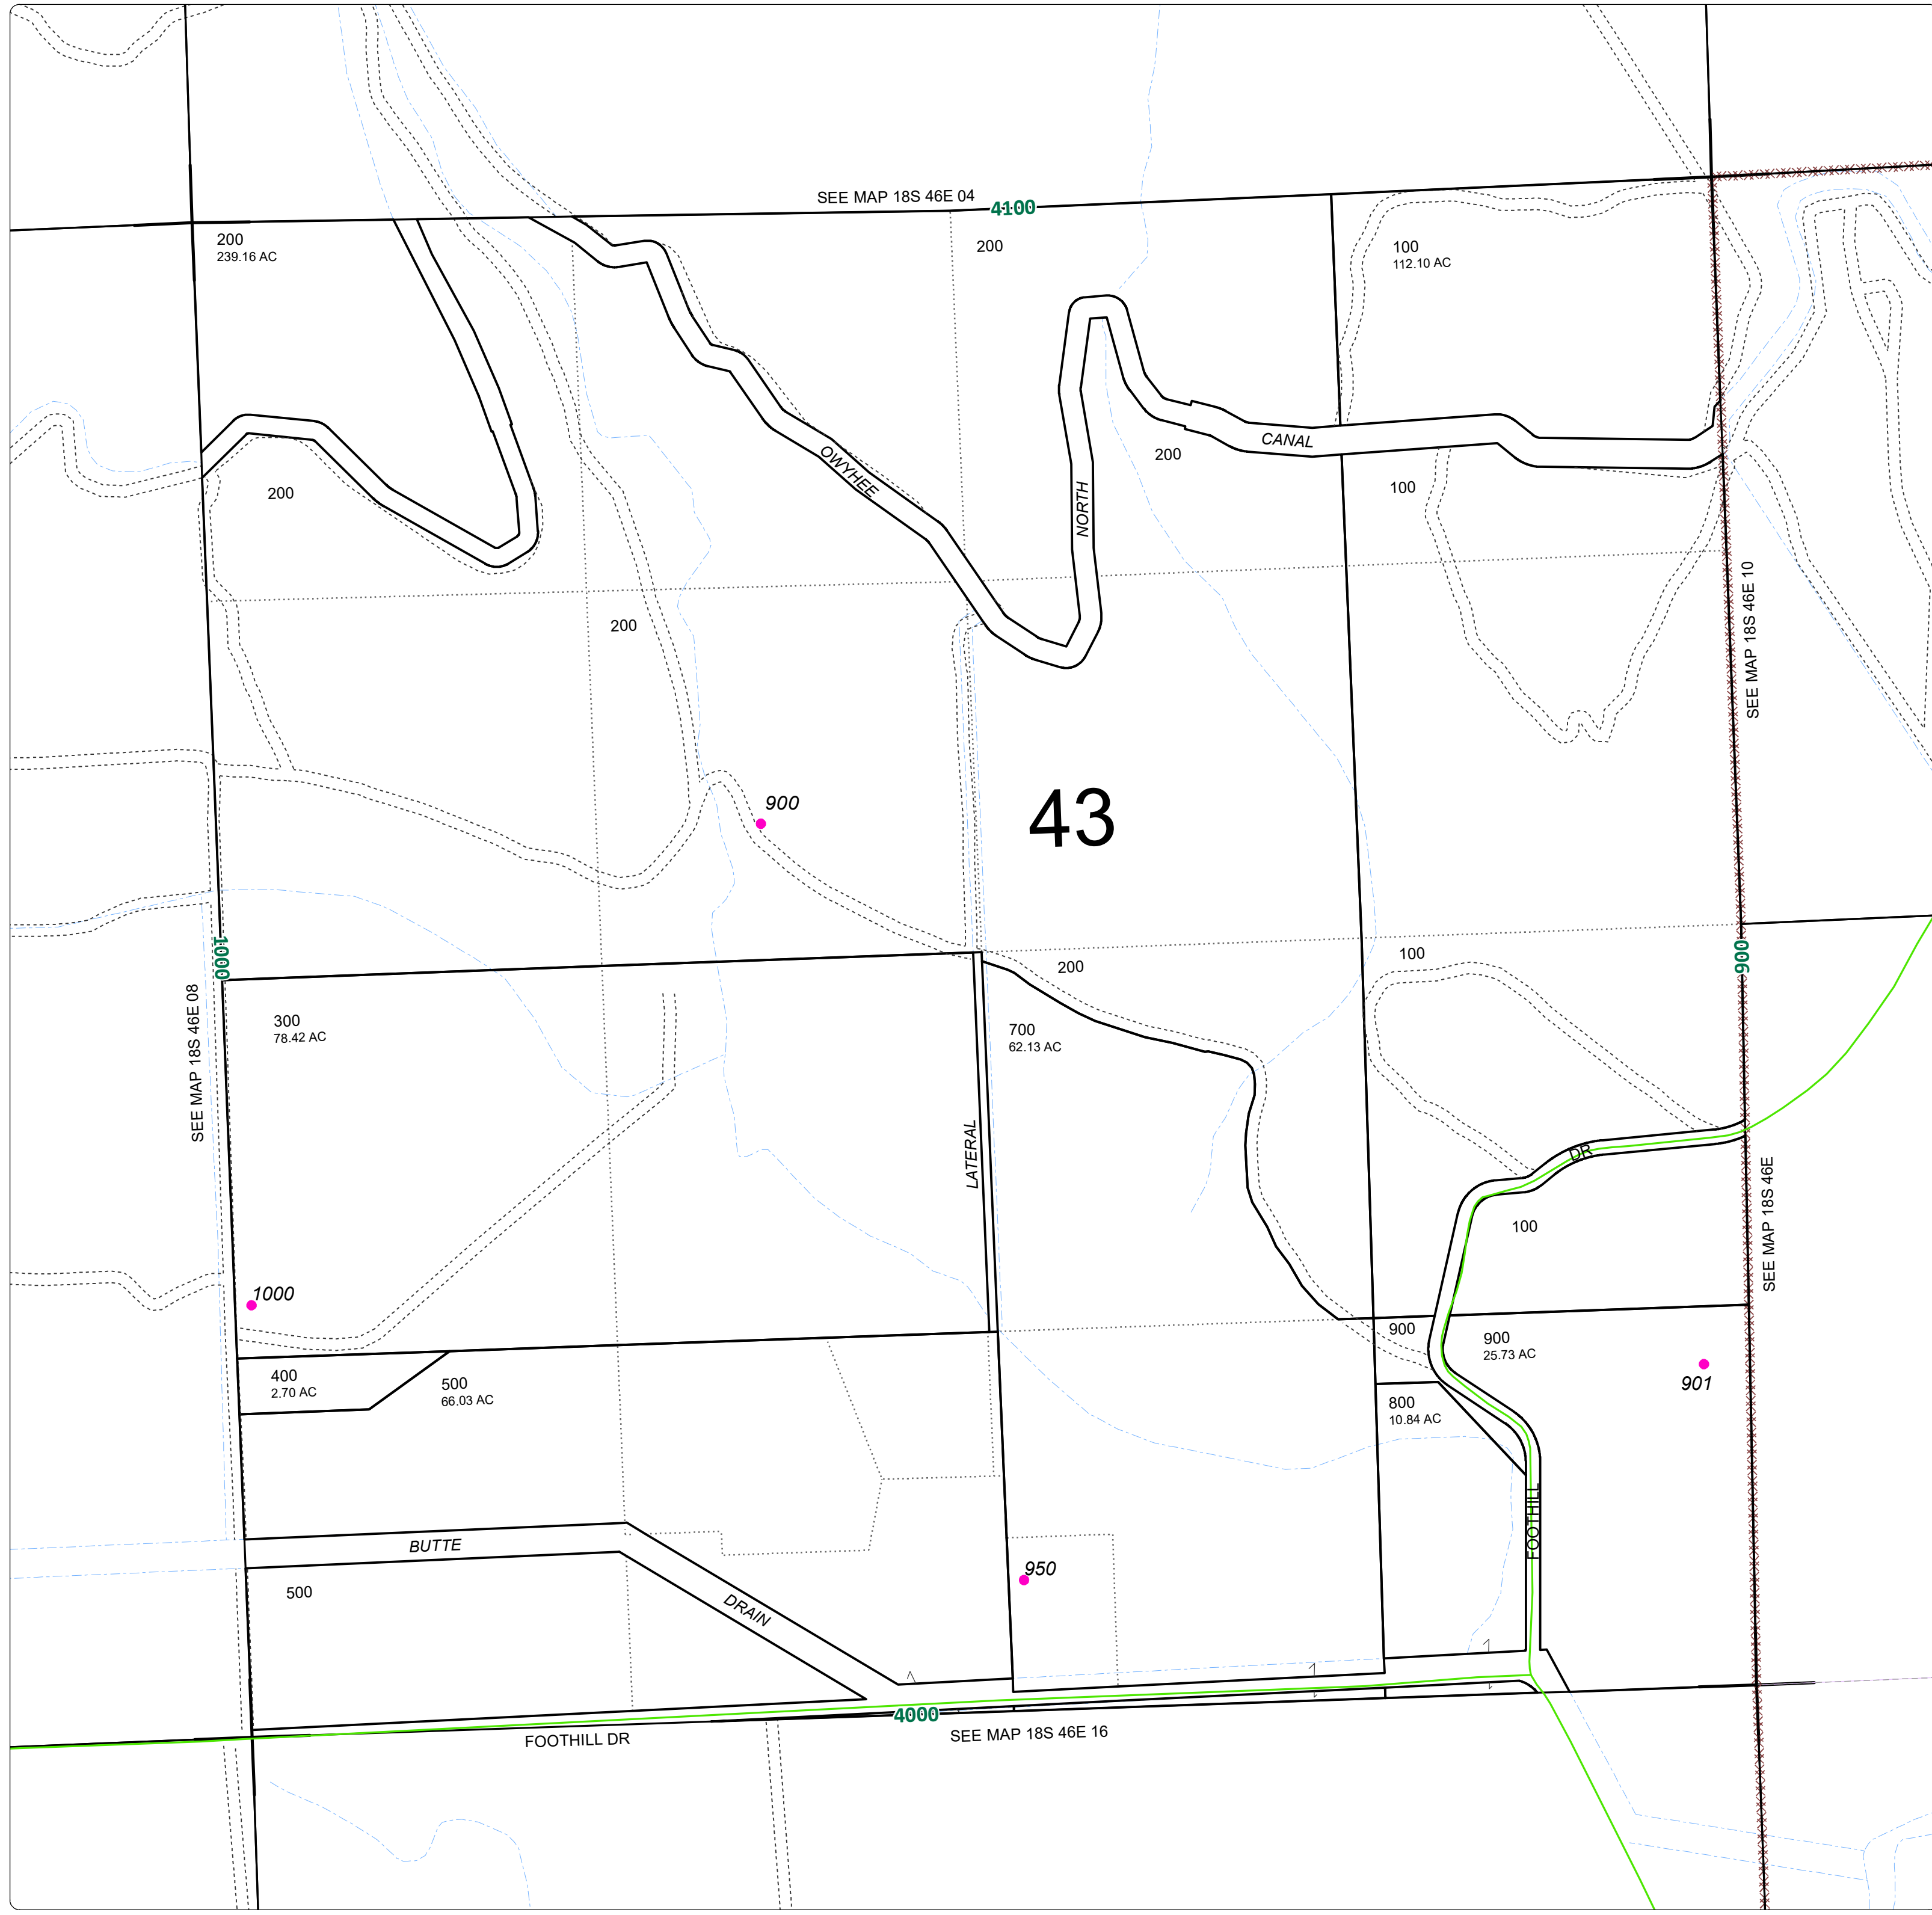 SEE MAP 18S 46E 04
4100
200
239.16 AC
200
100
112.10 AC
CANAL
200
OWYHEE
NORTH
200
100
SEE MAP 18S 46E 10
200
900
43
1000
900
200
100
300
78.42 AC
700
62.13 AC
SEE MAP 18S 46E 08
LATERAL
DR
SEE MAP 18S 46E
100
1000
900
900
25.73 AC
901
400
2.70 AC
500
66.03 AC
800
10.84 AC
FOOTHILL
BUTTE
950
500
DRAIN
4000
FOOTHILL DR
SEE MAP 18S 46E 16